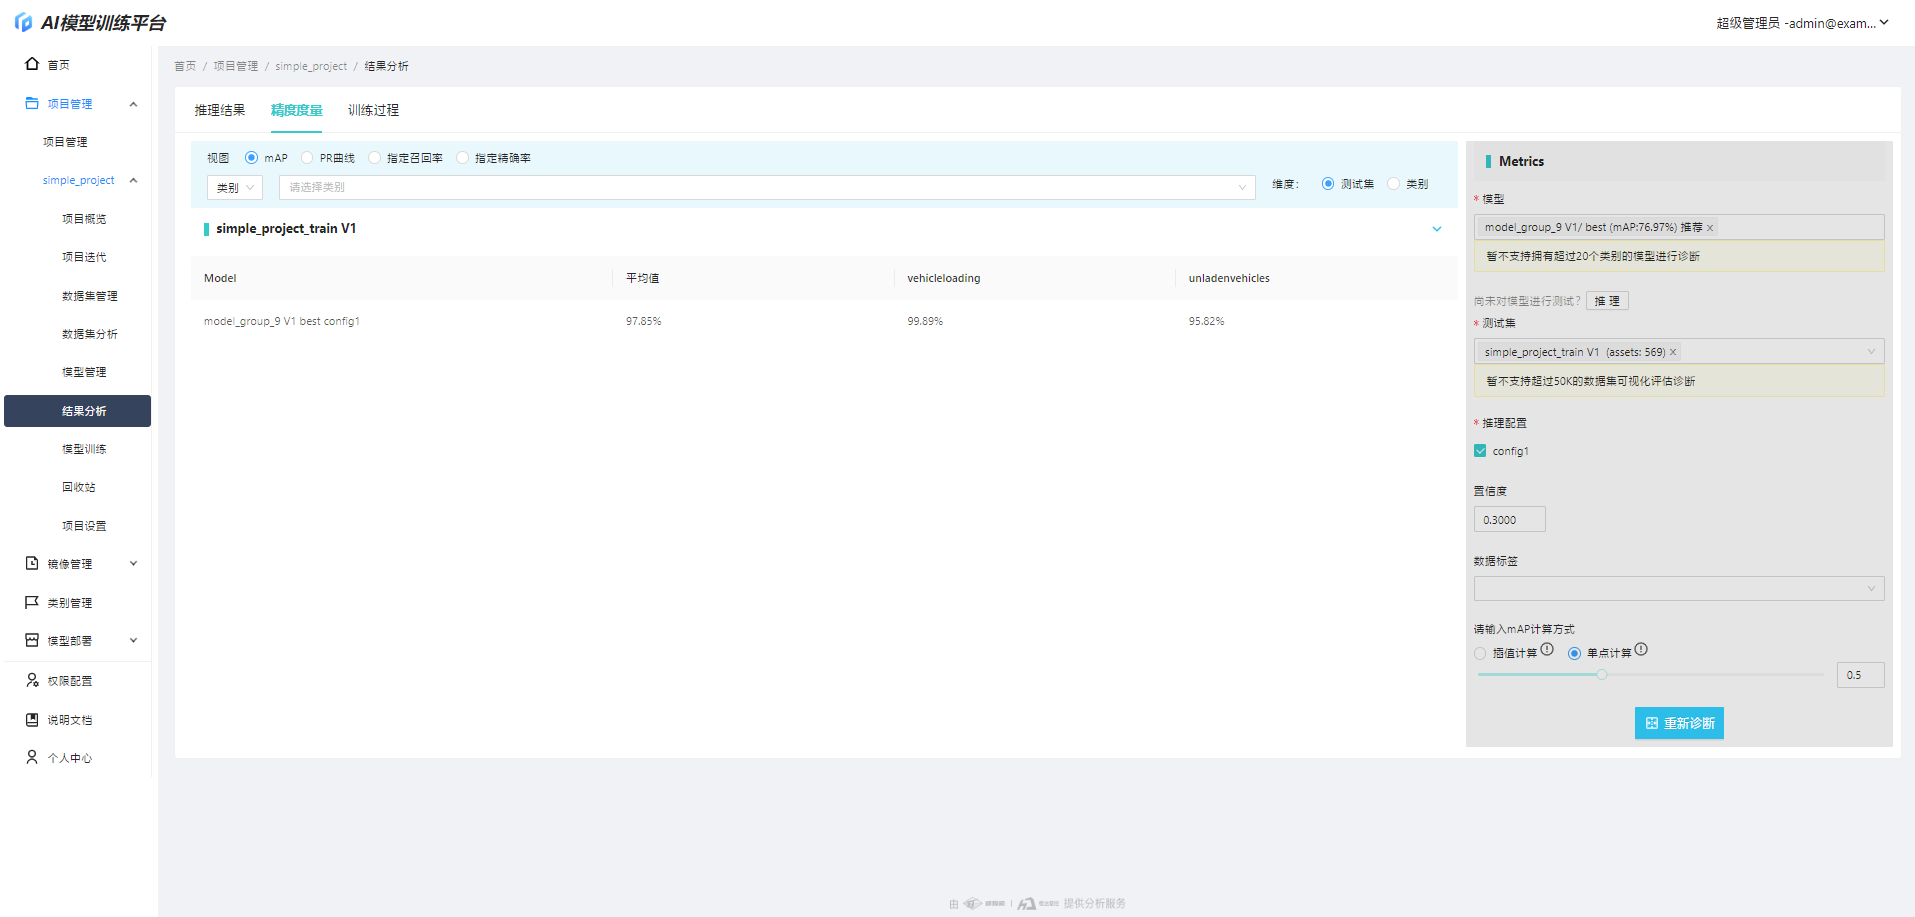 AI模型训练平台
超级管理员 -admin@exam...
首页
项目管理
项目管理
simple_project
项目概览
项目迭代
数据集管理
数据集分析
模型管理
结果分析
模型训练
回收站
项目设置
镜像管理
类别管理
模型部署
权限配置
说明文档
个人中心
首页 / 项目管理 / simple_project / 结果分析
推理结果 精度度量 训练过程
视图 mAP PR曲线 指定召回率 指定精确率
类别 请选择类别 维度: 测试集 类别
simple_project_train V1
Model 平均值 vehicleloading unladenvehicles
model_group_9 V1 best config1 97.85% 99.89% 95.82%
Metrics
* 模型
model_group_9 V1/ best (mAP:76.97%) 推荐 ×
暂不支持拥有超过20个类别的模型进行诊断
尚未对模型进行测试? 推 理
* 测试集
simple_project_train V1 (assets: 569) ×
暂不支持超过50K的数据集可视化评估诊断
* 推理配置
config1
置信度
0.3000
数据标签
请输入mAP计算方式
插值计算 单点计算
0.5
重新诊断
由 | 提供分析服务